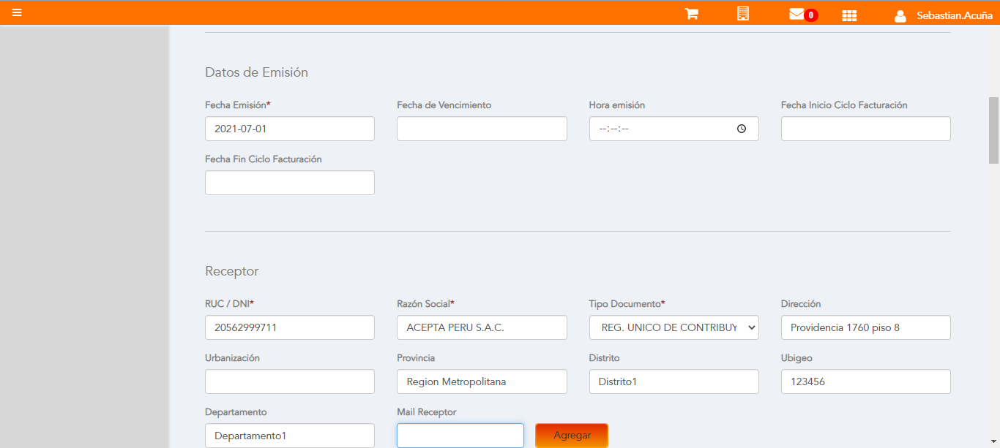 0 Sebastian.Acuña
Datos de Emisión
Fecha Emisión* Fecha de Vencimiento Hora emisión Fecha Inicio Ciclo Facturación
2021-07-01 --:--:--
Fecha Fin Ciclo Facturación
Receptor
RUC / DNI* Razón Social* Tipo Documento* Dirección
20562999711 ACEPTA PERU S.A.C. REG. UNICO DE CONTRIBUY Providencia 1760 piso 8
Urbanización Provincia Distrito Ubigeo
Region Metropolitana Distrito1 123456
Departamento Mail Receptor
Departamento1 Agregar